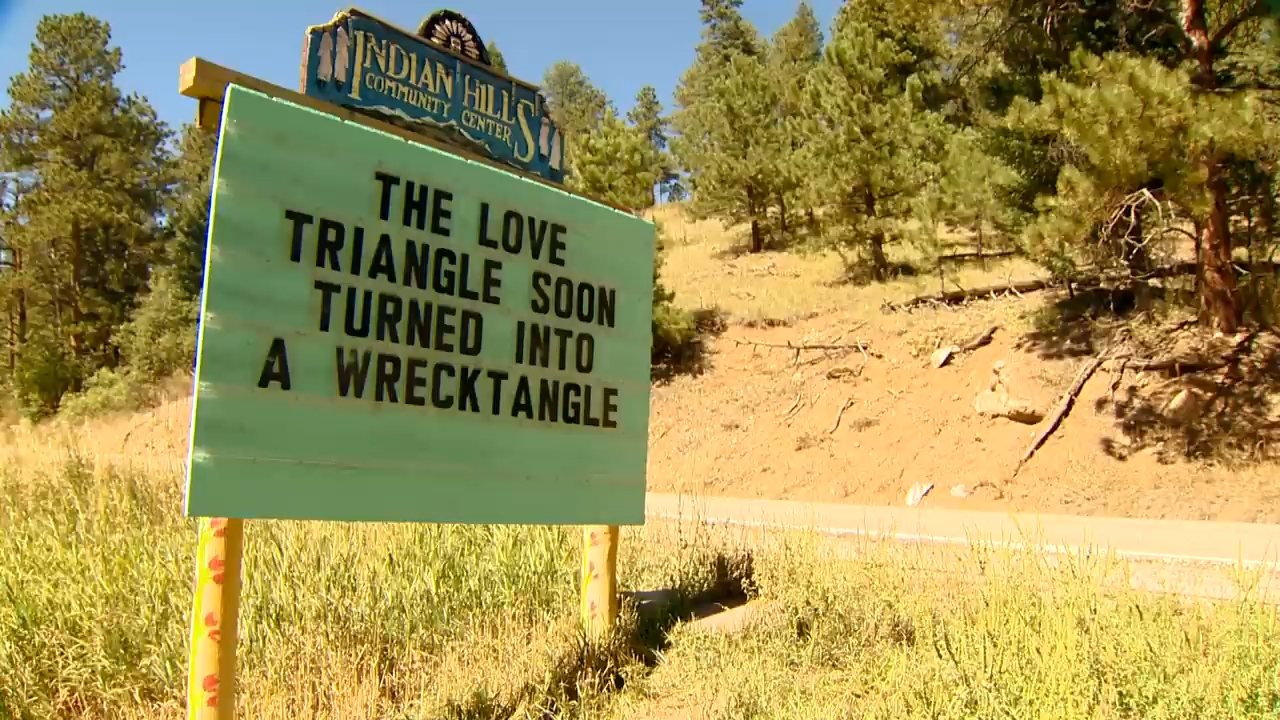 INDIAN HILLS
COMMUNITY CENTER
THE LOVE
TRIANGLE SOON
TURNED INTO
A WRECKTANGLE